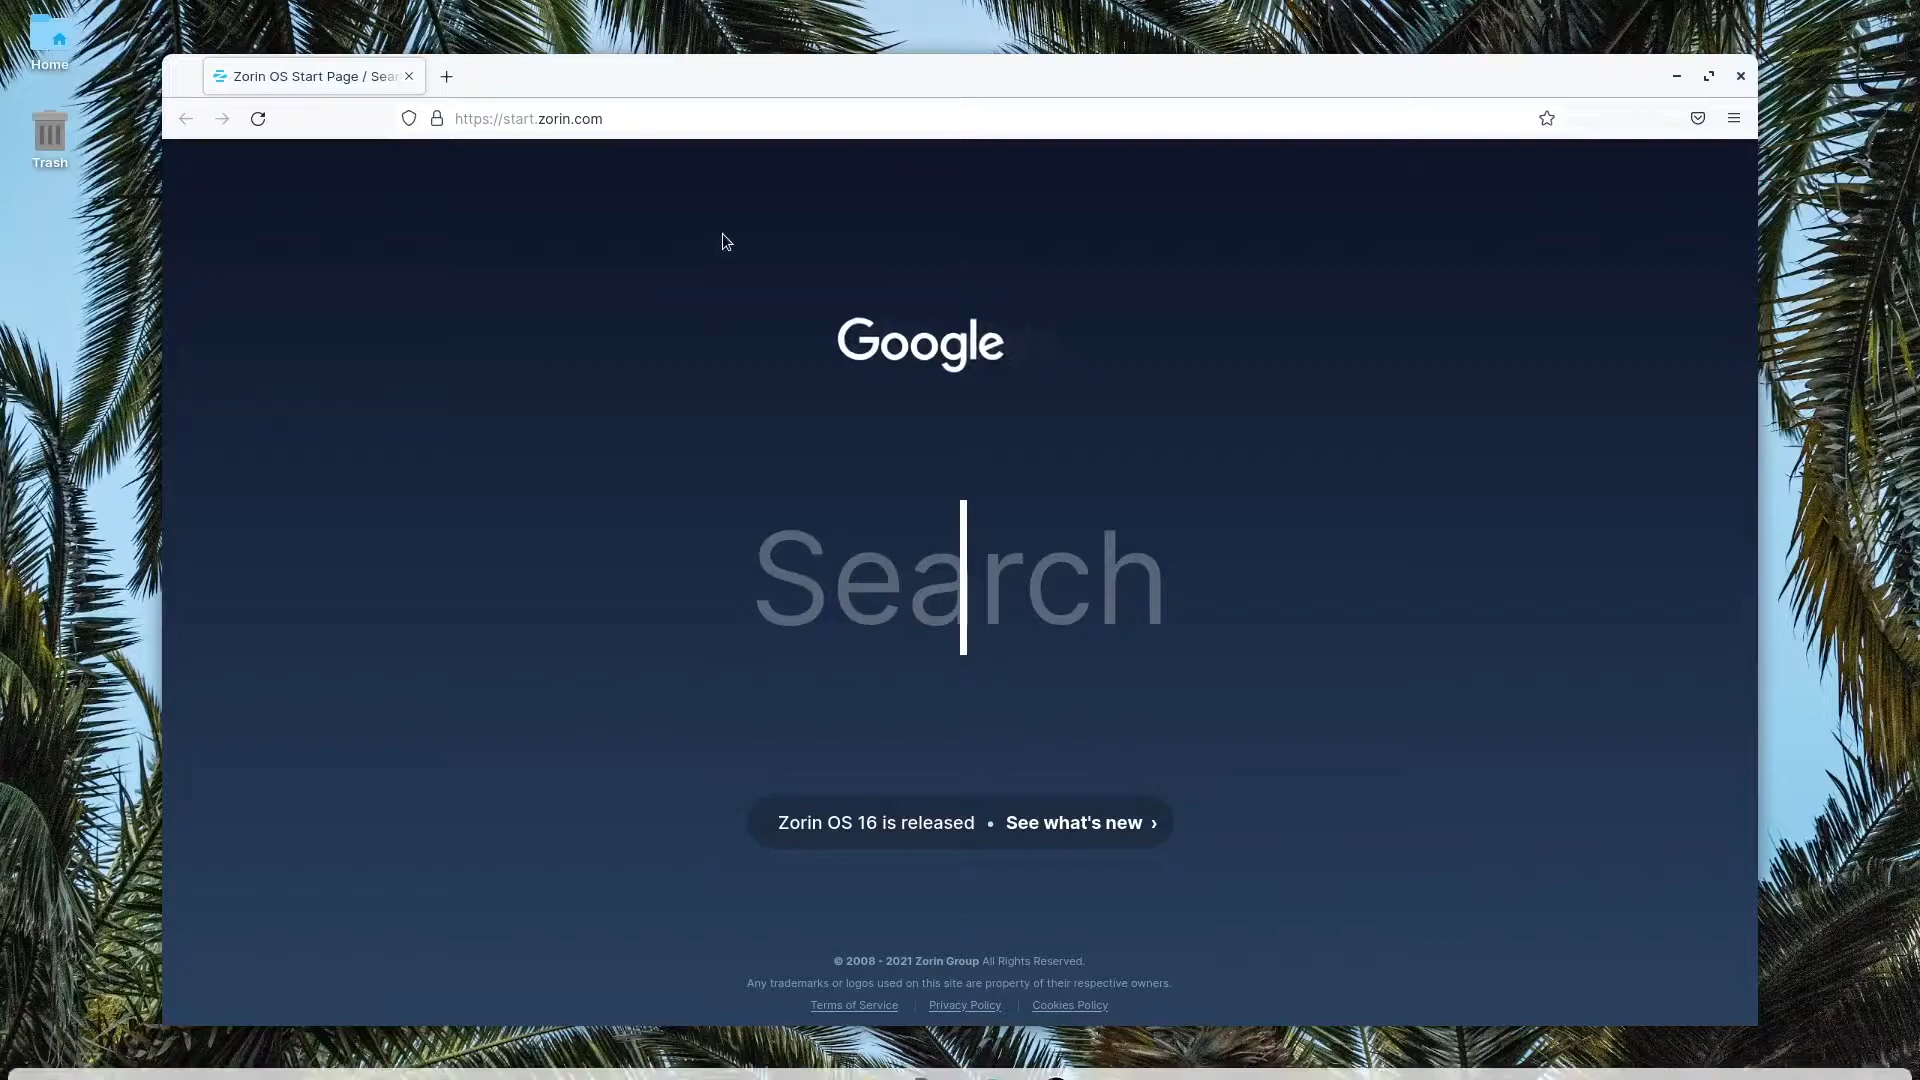 Home
Trash
Zorin OS Start Page / Sear
https://start.zorin.com
Google
Search
Zorin OS 16 is released • See what's new ›
© 2008 - 2021 Zorin Group All Rights Reserved.
Any trademarks or logos used on this site are property of their respective owners.
Terms of Service | Privacy Policy | Cookies Policy